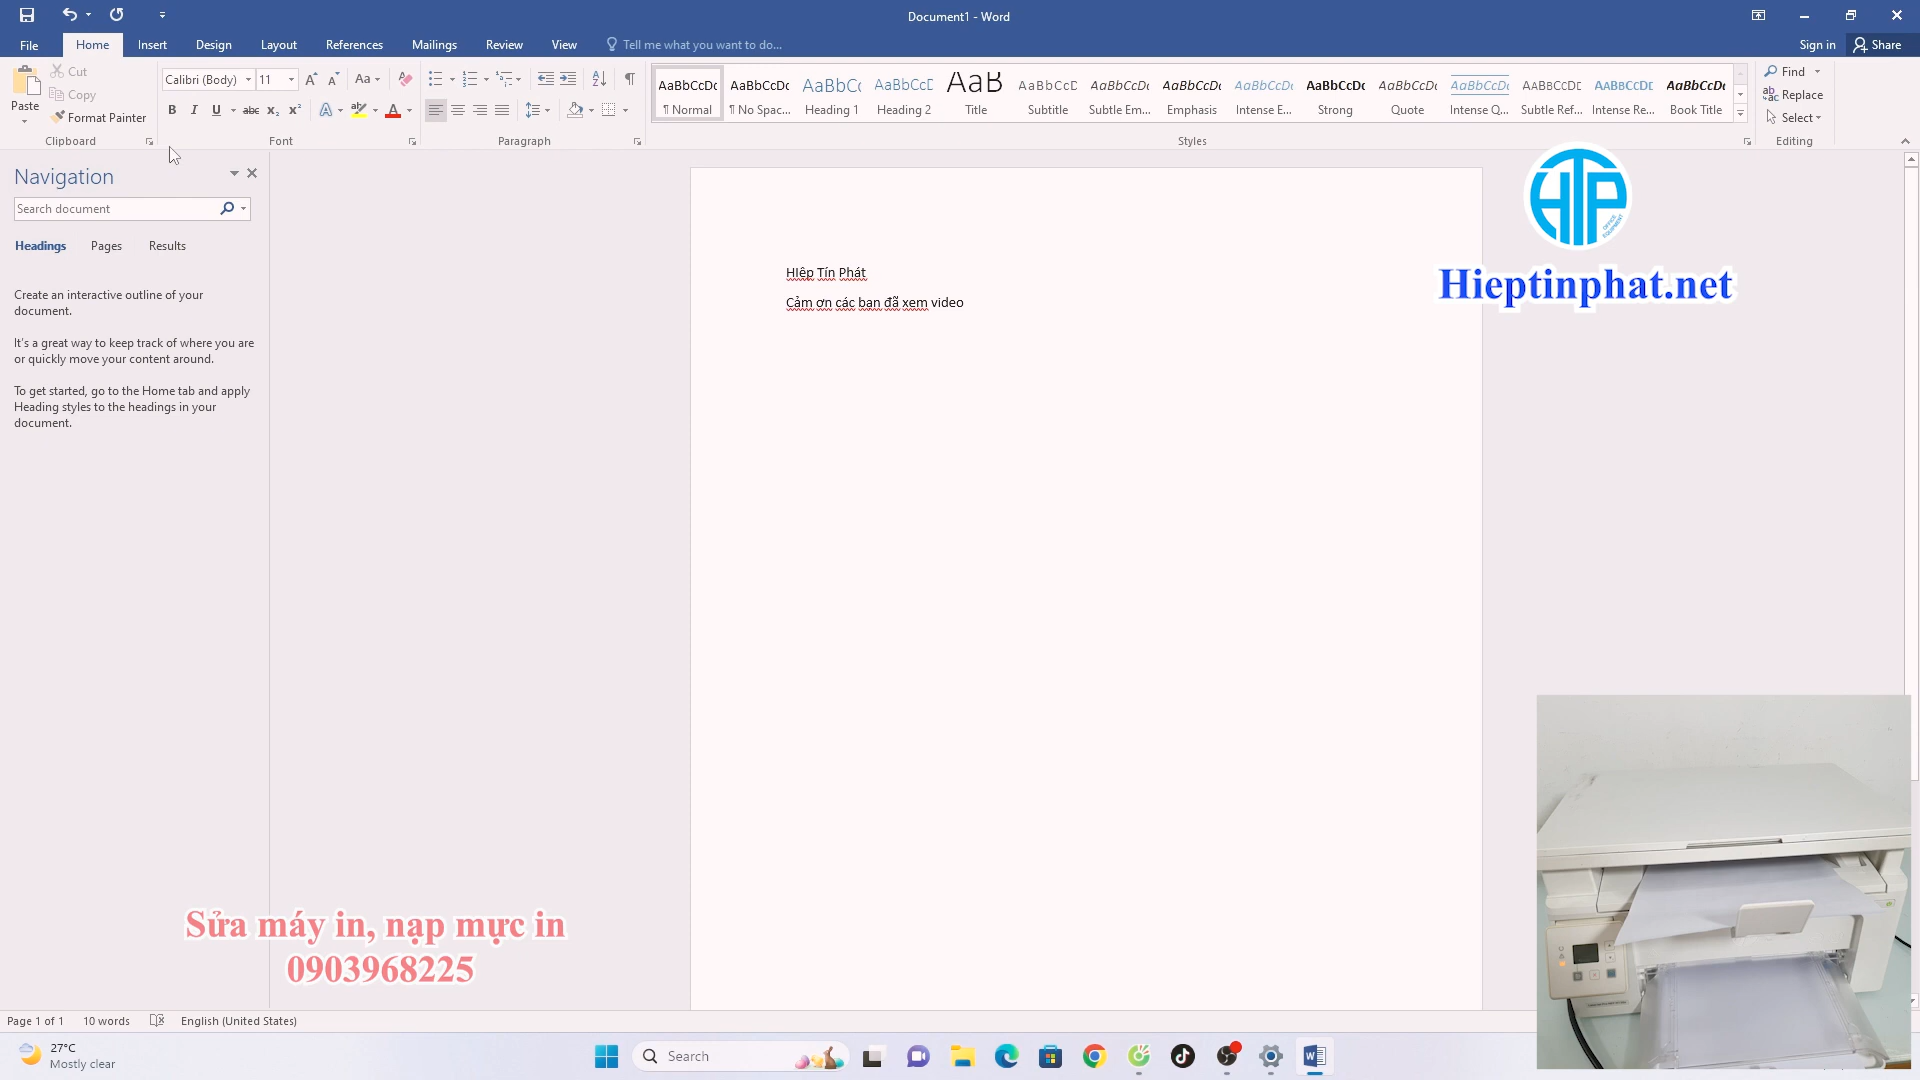 Document1 - Word
File
Home
Insert
Design
Layout
References
Mailings
Review
View
Tell me what you want to do...
Sign in
Share
Paste
Cut
Copy
Format Painter
Clipboard
Calibri (Body)
11
Aa
B I U abc x₂ x² A A
Font
Paragraph
AaBbCcDc
¶ Normal
AaBbCcDc
¶ No Spac...
AaBbCc
Heading 1
AaBbCcE
Heading 2
AaB
Title
AaBbCcD
Subtitle
AaBbCcDc
Subtle Em...
AaBbCcDc
Emphasis
AaBbCcDc
Intense E...
AaBbCcDc
Strong
AaBbCcDc
Quote
AaBbCcDc
Intense Q...
AABBCCDE
Subtle Ref...
AABBCCDE
Intense Re...
AaBbCcDc
Book Title
Styles
Find
Replace
Select
Editing
Navigation
Search document
Headings
Pages
Results
Create an interactive outline of your
document.
It's a great way to keep track of where you are
or quickly move your content around.
To get started, go to the Home tab and apply
Heading styles to the headings in your
document.
HIệp Tín Phát
Cảm ơn các bạn đã xem video
HTP
OFFICE
EQUIPMENT
Hieptinphat.net
Sửa máy in, nạp mực in
0903968225
Page 1 of 1
10 words
English (United States)
27°C
Mostly clear
Search